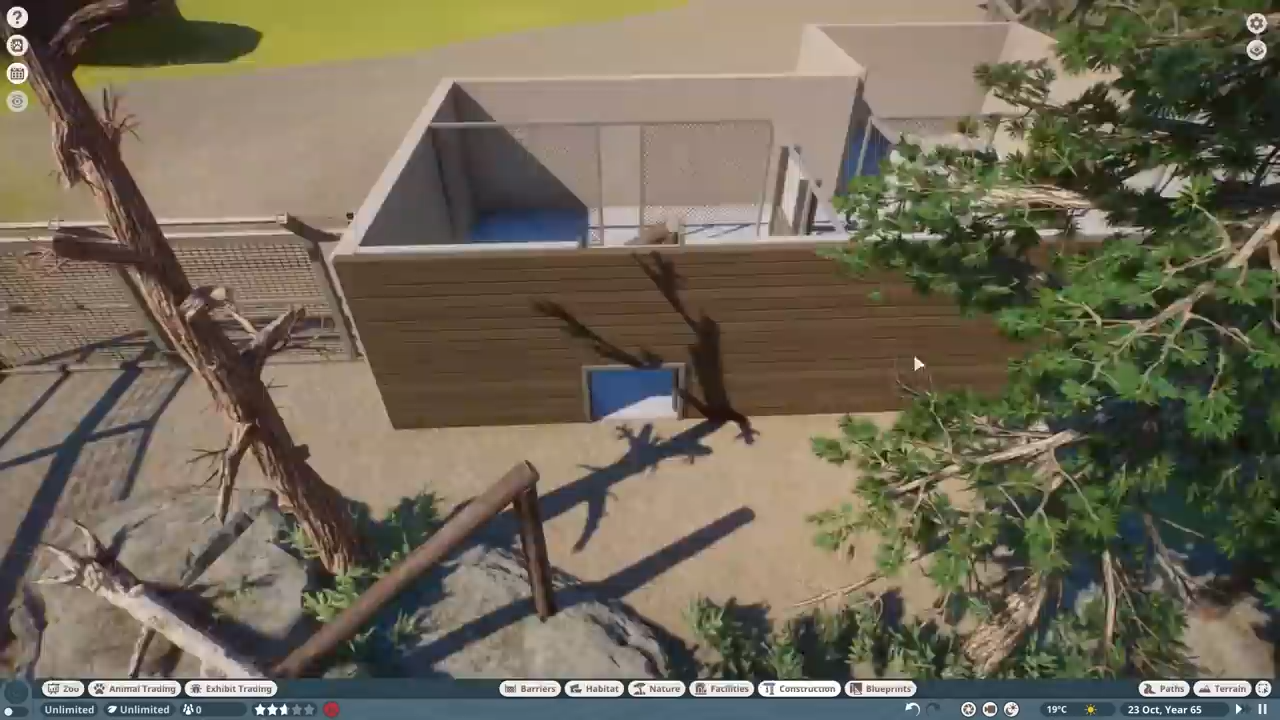 Zoo Animal Trading Exhibit Trading Barriers Habitat Nature Facilities Construction Blueprints Paths Terrain
Unlimited Unlimited 0 19°C 23 Oct, Year 65